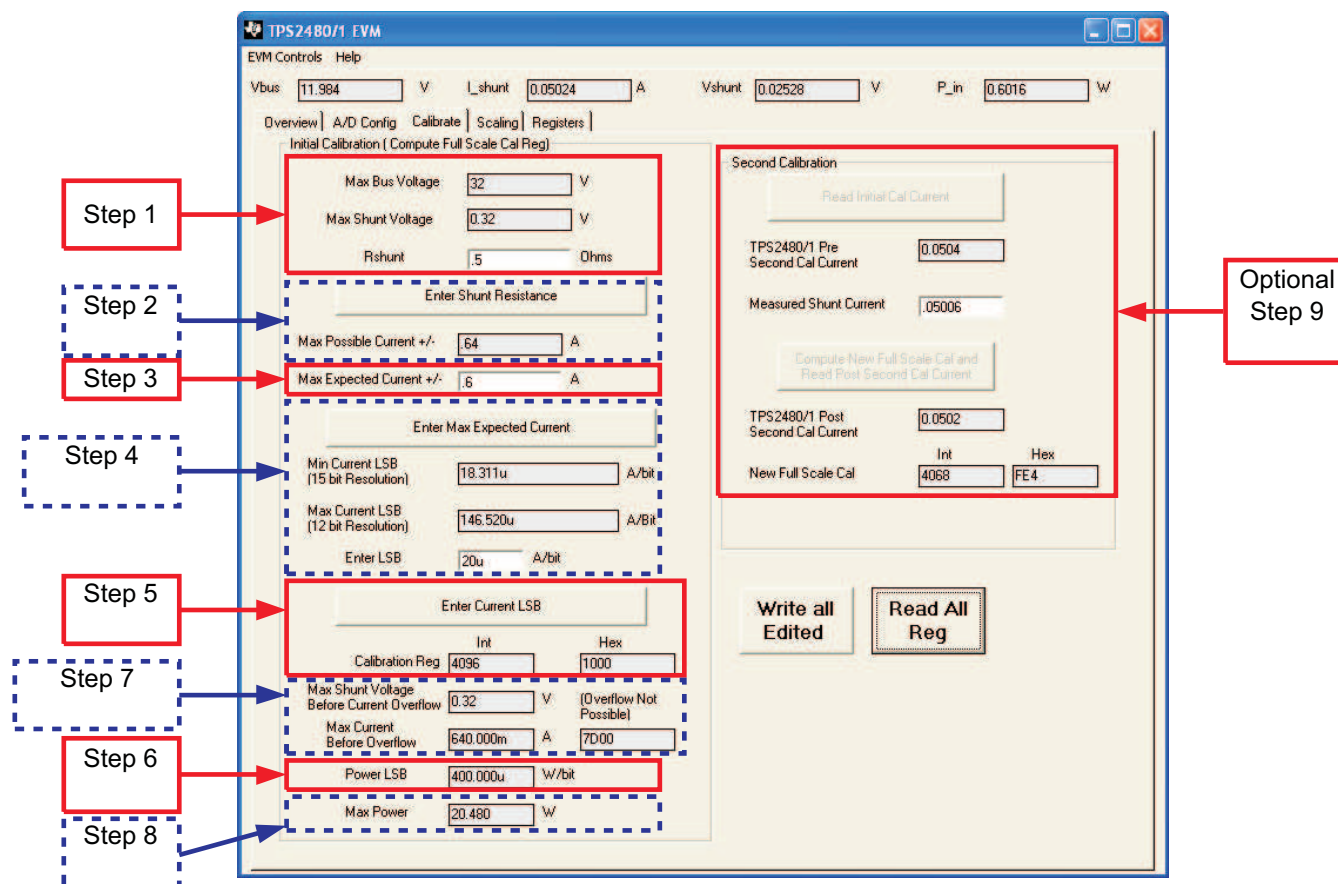 TPS2480/1 EVM
EVM Controls Help
Vbus 11.984 V I_shunt 0.05024 A Vshunt 0.02528 V P_in 0.6016 W
Overview A/D Config Calibrate Scaling Registers
Initial Calibration ( Compute Full Scale Cal Reg)
Step 1
Max Bus Voltage 32 V
Max Shunt Voltage 0.32 V
Rshunt .5 Ohms
Step 2
Enter Shunt Resistance
Max Possible Current +/- .64 A
Step 3
Max Expected Current +/- .6 A
Step 4
Enter Max Expected Current
Min Current LSB
(15 bit Resolution) 18.311u A/bit
Max Current LSB
(12 bit Resolution) 146.520u A/Bit
Enter LSB 20u A/bit
Step 5
Enter Current LSB
Int Hex
Calibration Reg 4096 1000
Step 7
Max Shunt Voltage
Before Current Overflow 0.32 V (Overflow Not
Possible)
Max Current
Before Overflow 640.000m A 7D00
Step 6
Power LSB 400.000u W/bit
Step 8
Max Power 20.480 W
Second Calibration
Read Initial Cal Current
TPS2480/1 Pre
Second Cal Current 0.0504
Measured Shunt Current .05006
Compute New Full Scale Cal and
Read Post Second Cal Current
TPS2480/1 Post
Second Cal Current 0.0502
Int Hex
New Full Scale Cal 4068 FE4
Optional
Step 9
Write all
Edited
Read All
Reg